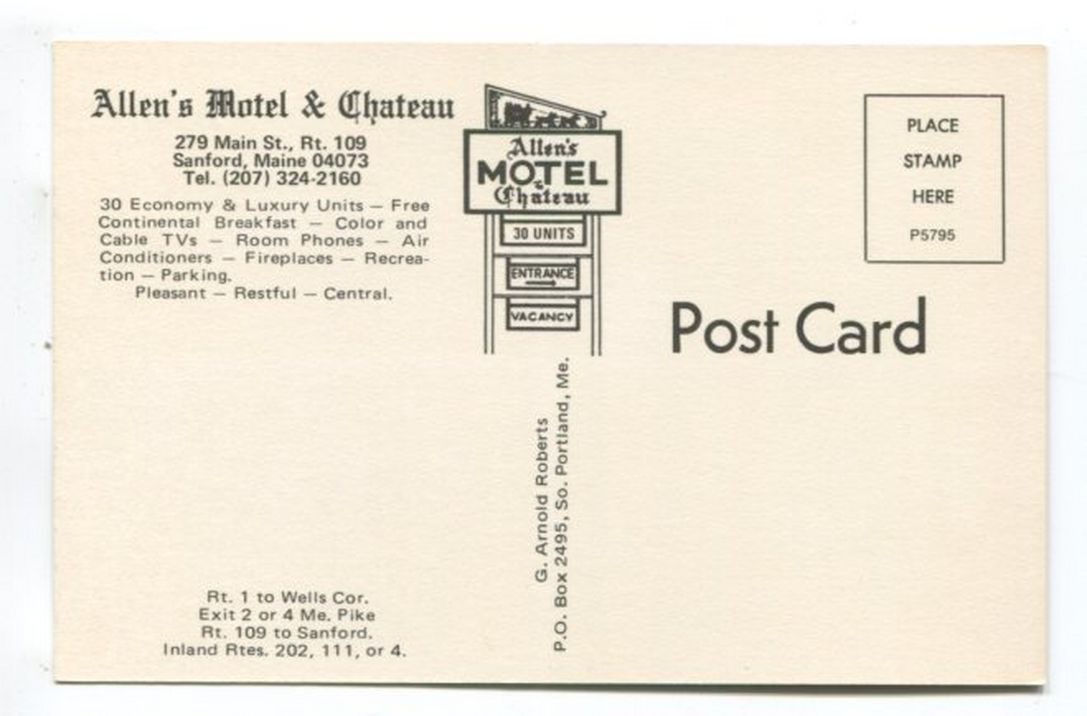 Allen's Motel & Chateau
279 Main St., Rt. 109
Sanford, Maine 04073
Tel. (207) 324-2160
30 Economy & Luxury Units — Free
Continental Breakfast — Color and
Cable TVs — Room Phones — Air
Conditioners — Fireplaces — Recrea-
tion — Parking.
Pleasant — Restful — Central.
Rt. 1 to Wells Cor.
Exit 2 or 4 Me. Pike
Rt. 109 to Sanford.
Inland Rtes. 202, 111, or 4.
Allen's
MOTEL
&
Chateau
30 UNITS
ENTRANCE
VACANCY
G. Arnold Roberts
P.O. Box 2495, So. Portland, Me.
PLACE
STAMP
HERE
P5795
Post Card